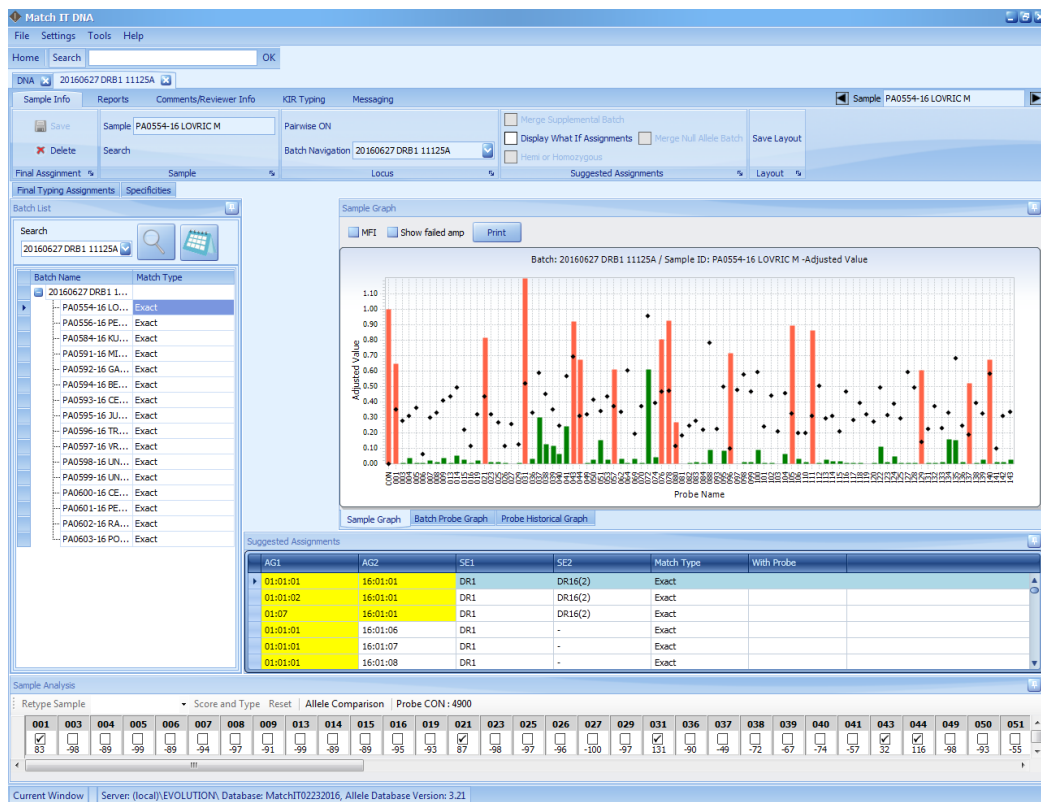 Match IT DNA
File Settings Tools Help
Home Search OK
DNA 20160627 DRB1 11125A
Sample Info Reports Comments/Reviewer Info KIR Typing Messaging Sample PA0554-16 LOVRIC M
Save Sample PA0554-16 LOVRIC M Pairwise ON Merge Supplemental Batch
Display What If Assignments Merge Null Allele Batch Save Layout
Delete Search Batch Navigation 20160627 DRB1 11125A Hemi or Homozygous
Final Assginment Sample Locus Suggested Assignments Layout
Final Typing Assignments Specificities
Batch List
Search
20160627 DRB1 11125A
Batch Name Match Type
20160627 DRB1 1...
PA0554-16 LO... Exact
PA0556-16 PE... Exact
PA0584-16 KU... Exact
PA0591-16 MI... Exact
PA0592-16 GA... Exact
PA0594-16 BE... Exact
PA0593-16 CE... Exact
PA0595-16 JU... Exact
PA0596-16 TR... Exact
PA0597-16 VR... Exact
PA0598-16 UN... Exact
PA0599-16 UN... Exact
PA0600-16 CE... Exact
PA0601-16 PE... Exact
PA0602-16 RA... Exact
PA0603-16 PO... Exact
Sample Graph
MFI Show failed amp Print
Batch: 20160627 DRB1 11125A / Sample ID: PA0554-16 LOVRIC M -Adjusted Value
Adjusted Value
1.10
1.00
0.90
0.80
0.70
0.60
0.50
0.40
0.30
0.20
0.10
0.00
Probe Name
Sample Graph Batch Probe Graph Probe Historical Graph
Suggested Assignments
AG1 AG2 SE1 SE2 Match Type With Probe
01:01:01 16:01:01 DR1 DR16(2) Exact
01:01:02 16:01:01 DR1 DR16(2) Exact
01:07 16:01:01 DR1 DR16(2) Exact
01:01:01 16:01:06 DR1 - Exact
01:01:01 16:01:07 DR1 - Exact
01:01:01 16:01:08 DR1 - Exact
Sample Analysis
Retype Sample Score and Type Reset Allele Comparison Probe CON : 4900
001 003 004 005 006 007 008 009 013 014 015 016 019 021 023 025 026 027 029 031 036 037 038 039 040 041 043 044 049 050 051
83 -98 -89 -99 -89 -94 -97 -91 -99 -89 -89 -95 -93 87 -98 -97 -96 -100 -97 131 -90 -49 -72 -67 -74 -57 32 116 -98 -93 -55
Current Window Server: (local)\EVOLUTION\ Database: MatchIT02232016, Allele Database Version: 3.21